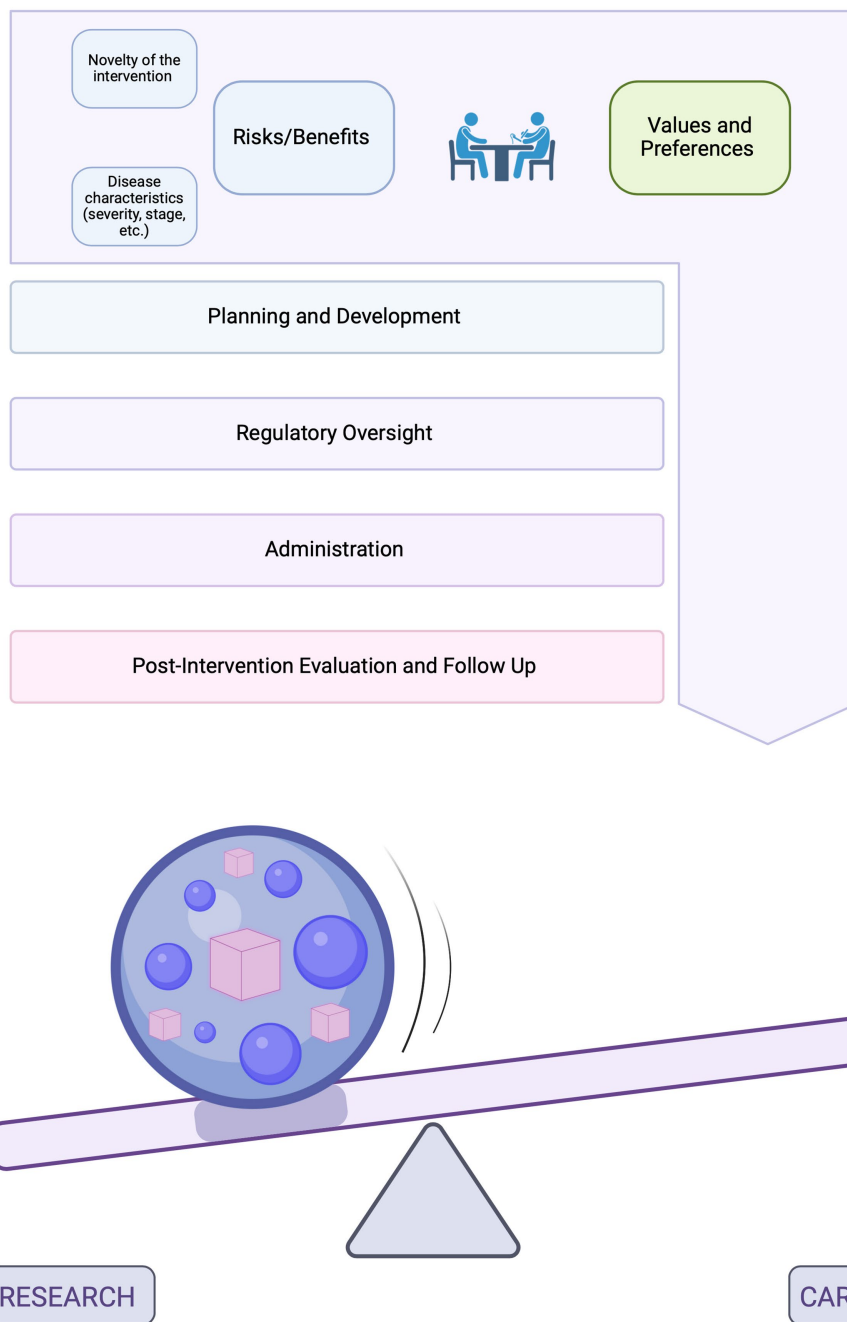 Novelty of the
intervention
Risks/Benefits
Values and
Preferences
Disease
characteristics
(severity, stage,
etc.)
Planning and Development
Regulatory Oversight
Administration
Post-Intervention Evaluation and Follow Up
RESEARCH
CAR